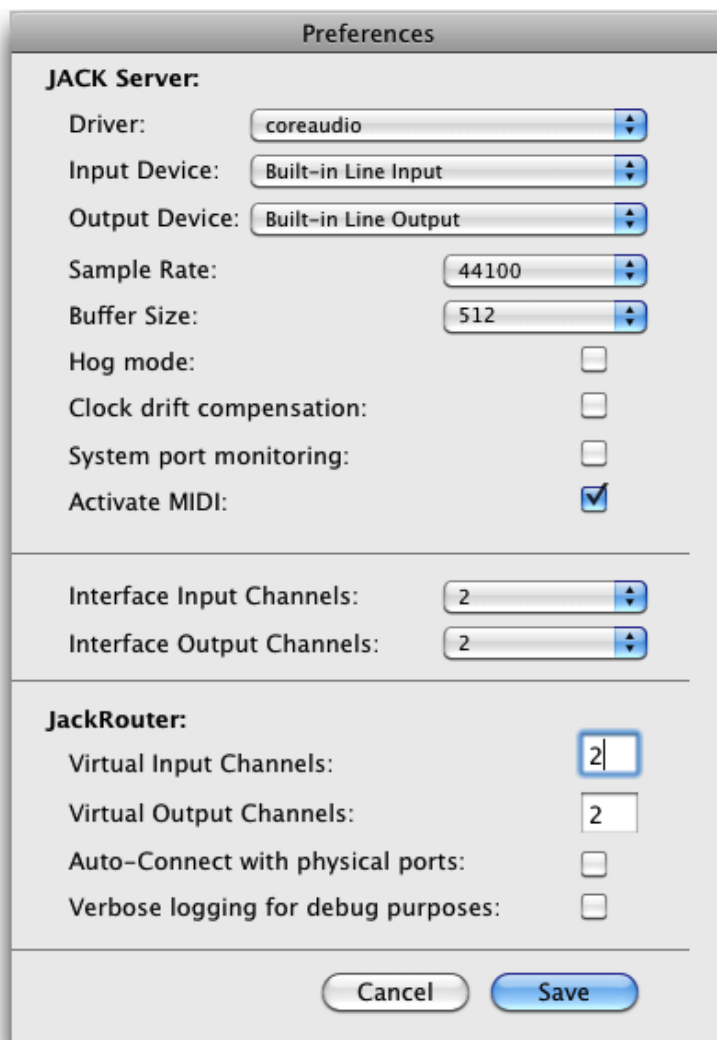 Preferences
JACK Server:
Driver: coreaudio
Input Device: Built-in Line Input
Output Device: Built-in Line Output
Sample Rate: 44100
Buffer Size: 512
Hog mode:
Clock drift compensation:
System port monitoring:
Activate MIDI:
Interface Input Channels: 2
Interface Output Channels: 2
JackRouter:
Virtual Input Channels: 2
Virtual Output Channels: 2
Auto-Connect with physical ports:
Verbose logging for debug purposes:
Cancel Save